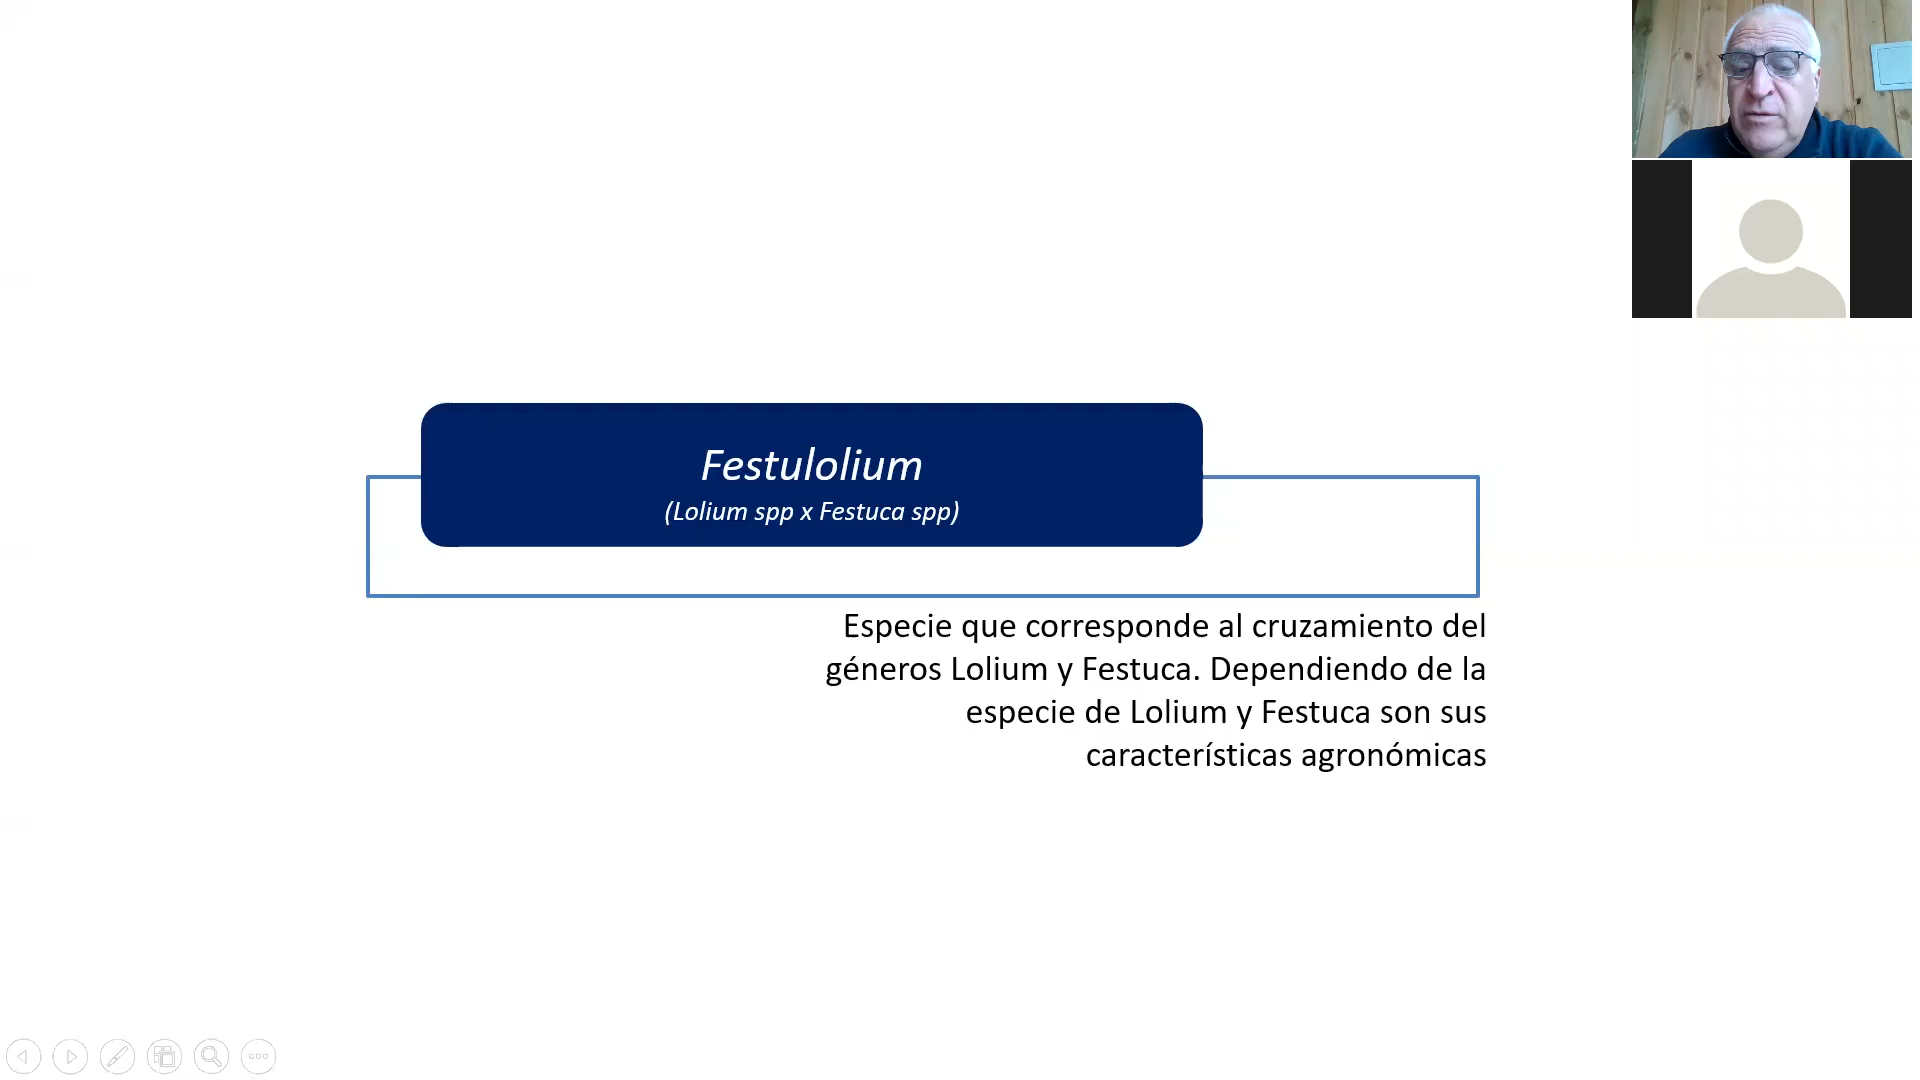 Festulolium
(Lolium spp x Festuca spp)
Especie que corresponde al cruzamiento del
géneros Lolium y Festuca. Dependiendo de la
especie de Lolium y Festuca son sus
características agronómicas